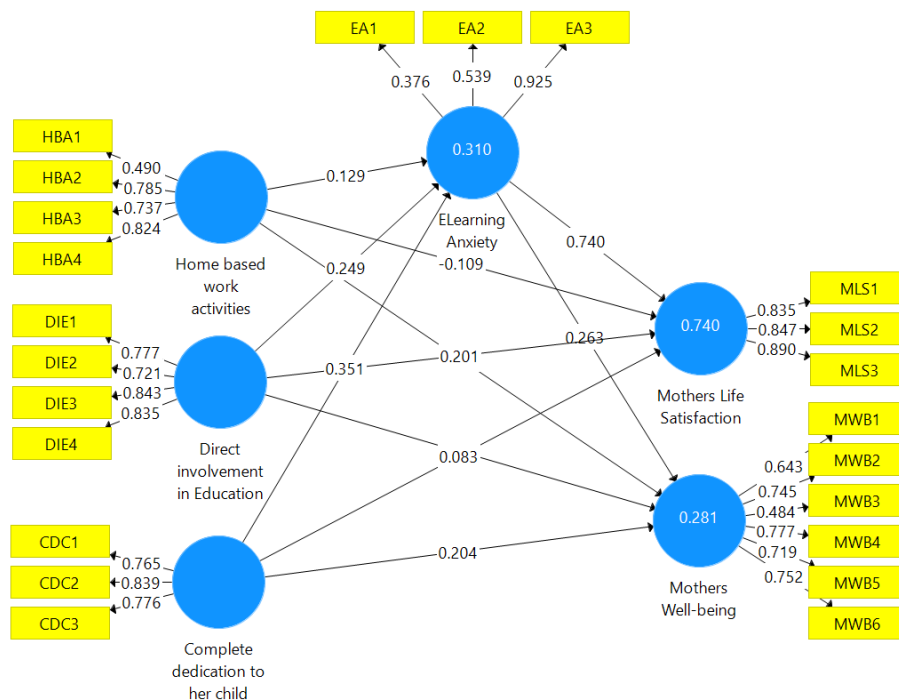 EA1
EA2
EA3
0.376
0.539
0.925
HBA1
HBA2
HBA3
HBA4
0.490
0.785
0.737
0.824
0.310
0.129
ELearning
Anxiety
Home based
work
activities
0.249
-0.109
0.740
DIE1
DIE2
DIE3
DIE4
0.777
0.721
0.843
0.835
0.351
0.201
0.263
0.740
0.835
0.847
0.890
MLS1
MLS2
MLS3
Mothers Life
Satisfaction
Direct
involvement
in Education
0.083
MWB1
MWB2
MWB3
MWB4
MWB5
MWB6
0.643
0.745
0.484
0.777
0.719
0.752
0.281
Mothers
Well-being
CDC1
CDC2
CDC3
0.765
0.839
0.776
0.204
Complete
dedication to
her child